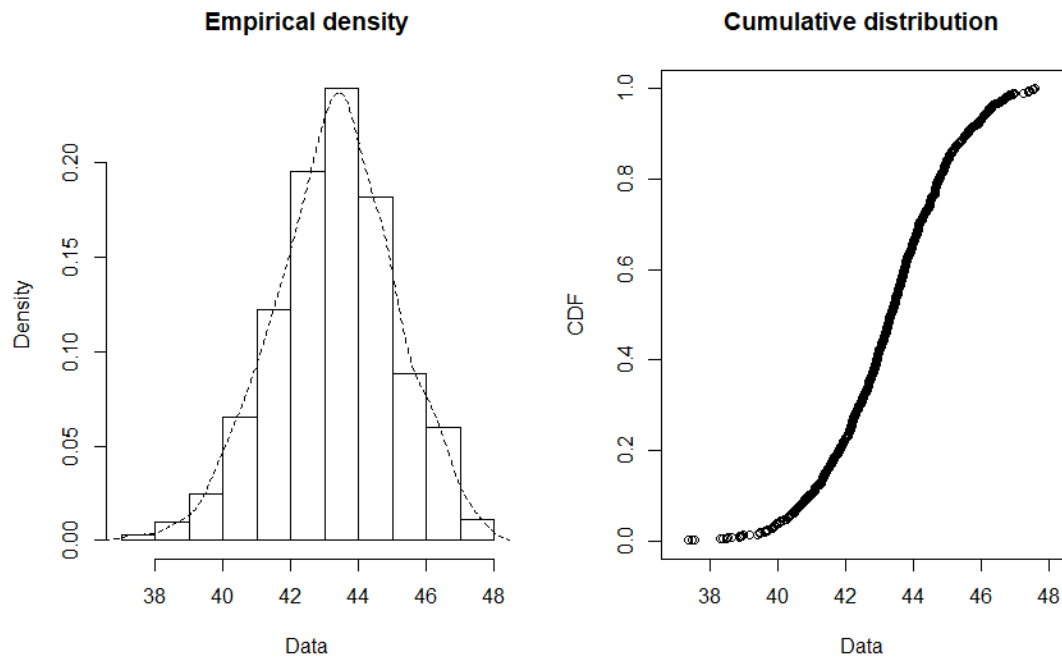 Empirical density
Density
0.00 0.05 0.10 0.15 0.20
38 40 42 44 46 48
Data
Cumulative distribution
CDF
0.0 0.2 0.4 0.6 0.8 1.0
38 40 42 44 46 48
Data